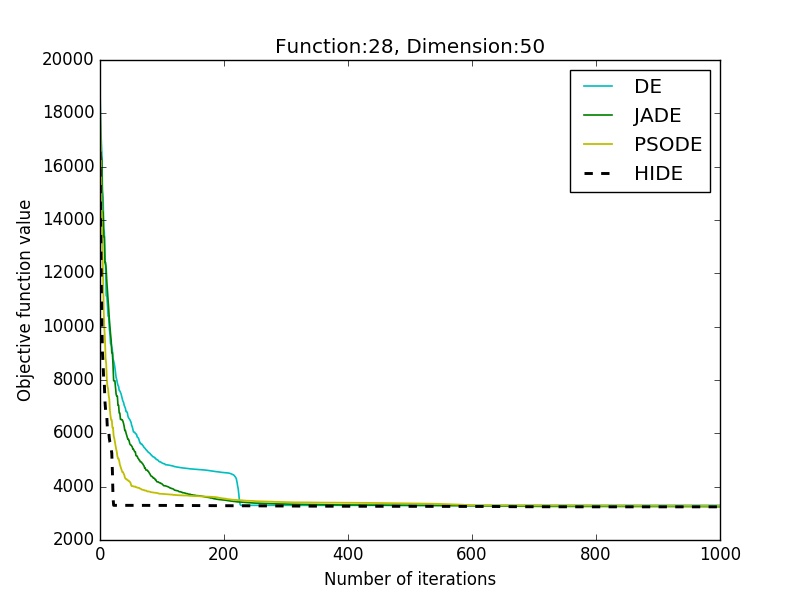 Function:28, Dimension:50
Objective function value
20000
18000
16000
14000
12000
10000
8000
6000
4000
2000
0
200
400
600
800
1000
Number of iterations
DE
JADE
PSODE
HIDE